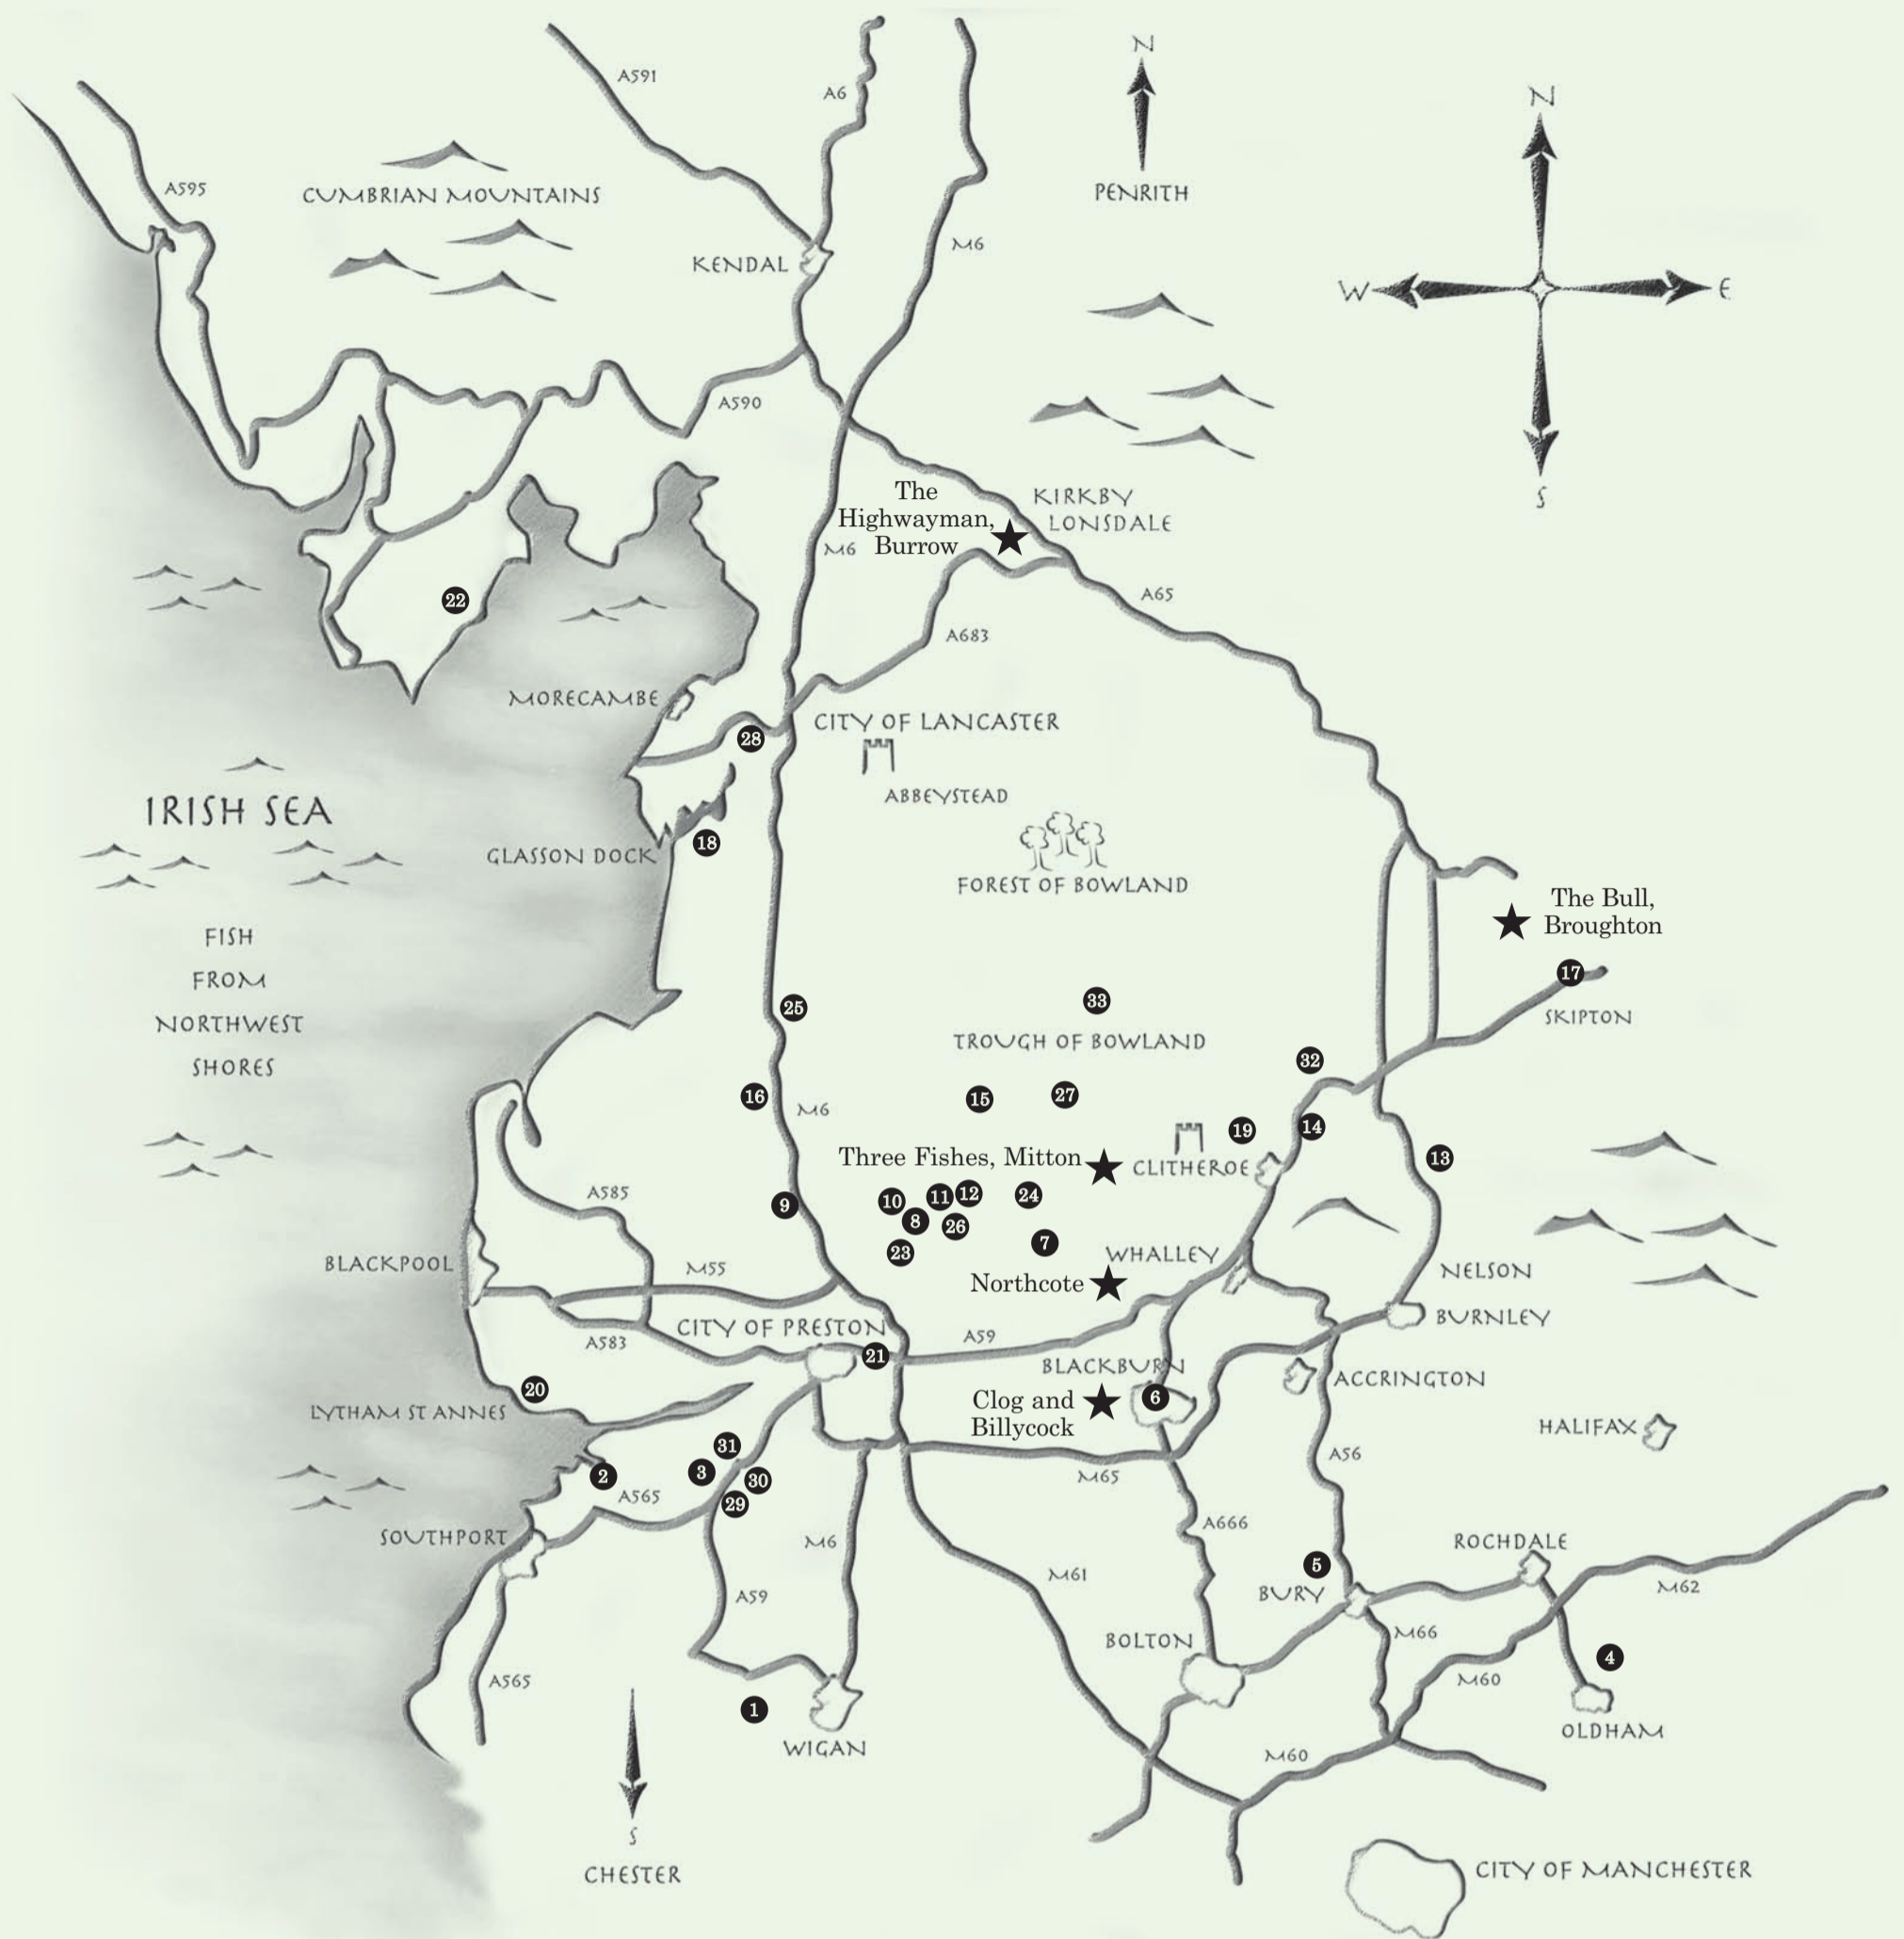 N
A591
A6
N
A595
CUMBRIAN MOUNTAINS
PENRITH
KENDAL
M6
W
E
A590
S
The
Highwayman,
Burrow
KIRKBY
LONSDALE
M6
22
A65
A683
MORECAMBE
CITY OF LANCASTER
28
ABBEYSTEAD
IRISH SEA
18
GLASSON DOCK
FOREST OF BOWLAND
The Bull,
Broughton
FISH
FROM
NORTHWEST
SHORES
17
SKIPTON
25
33
TROUGH OF BOWLAND
32
16
M6
15
27
19
14
13
Three Fishes, Mitton
CLITHEROE
A585
9
10
11
12
24
8
26
23
7
WHALLEY
BLACKPOOL
M55
Northcote
NELSON
BURNLEY
A583
CITY OF PRESTON
21
A59
BLACKBURN
6
ACCRINGTON
20
LYTHAM ST ANNES
Clog and
Billycock
HALIFAX
31
3
30
29
2
A565
M65
A56
SOUTHPORT
M6
A666
ROCHDALE
M61
5
BURY
M62
A59
BOLTON
M66
4
A565
M60
1
WIGAN
OLDHAM
M60
S
CHESTER
CITY OF MANCHESTER